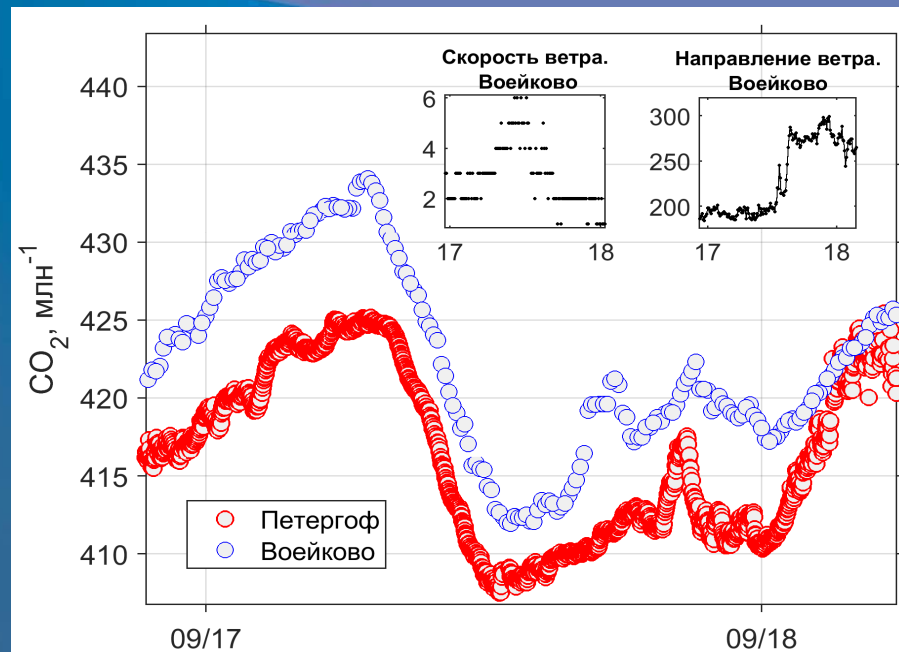 Скорость ветра.
Воейково
6
4
2
17
18
Направление ветра.
Воейково
300
250
200
17
18
440
435
430
425
420
415
410
CO₂, млн⁻¹
Петергоф
Воейково
09/17
09/18